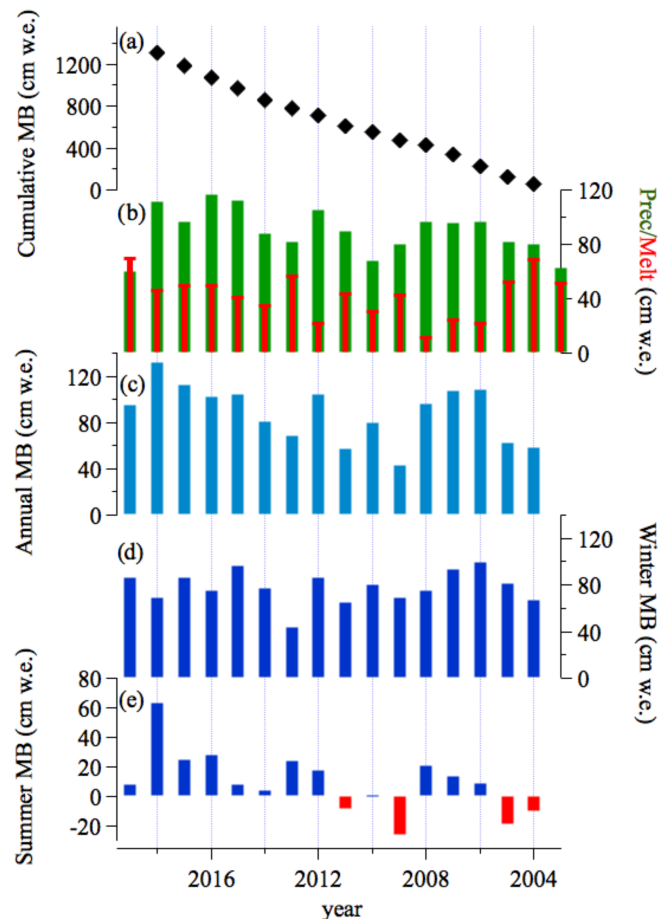 (a)
Cumulative MB (cm w.e.)
1200
800
400
0
(b)
Prec/Melt (cm w.e.)
120
80
40
0
(c)
Annual MB (cm w.e.)
120
80
40
0
(d)
Winter MB (cm w.e.)
120
80
40
0
(e)
Summer MB (cm w.e.)
80
60
40
20
0
-20
2016 2012 2008 2004
year